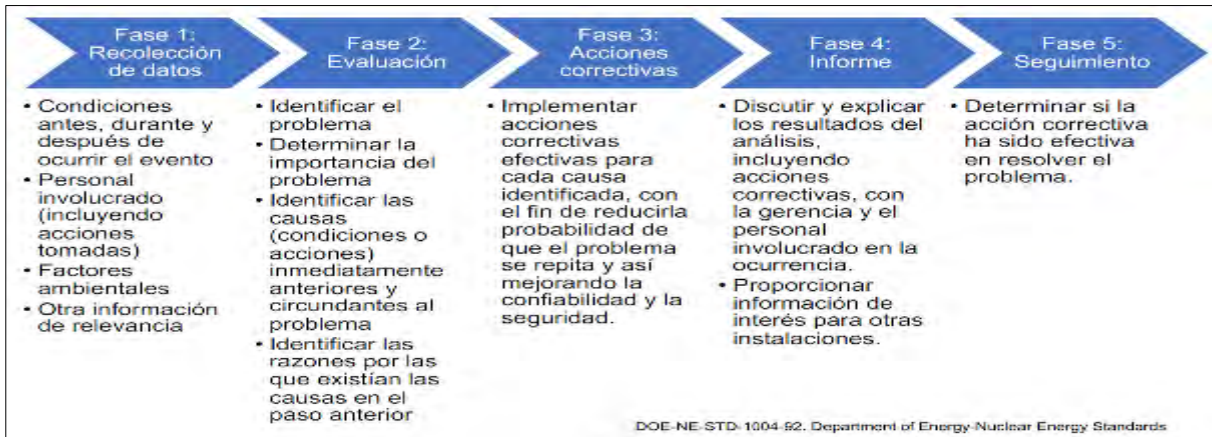 Fase 1:
Recolección
de datos
• Condiciones
antes, durante y
después de
ocurrir el evento
• Personal
involucrado
(incluyendo
acciones
tomadas)
• Factores
ambientales
• Otra información
de relevancia
Fase 2:
Evaluación
• Identificar el
problema
• Determinar la
importancia del
problema
• Identificar las
causas
(condiciones o
acciones)
inmediatamente
anteriores y
circundantes al
problema
• Identificar las
razones por las
que existían las
causas en el
paso anterior
Fase 3:
Acciones
correctivas
• Implementar
acciones
correctivas
efectivas para
cada causa
identificada, con
el fin de reducirla
probabilidad de
que el problema
se repita y así
mejorando la
confiabilidad y la
seguridad.
Fase 4:
Informe
• Discutir y explicar
los resultados del
análisis,
incluyendo
acciones
correctivas, con
la gerencia y el
personal
involucrado en la
ocurrencia.
• Proporcionar
información de
interés para otras
instalaciones.
Fase 5:
Seguimiento
• Determinar si la
acción correctiva
ha sido efectiva
en resolver el
problema.
DOE-NE-STD-1004-92. Department of Energy-Nuclear Energy Standards